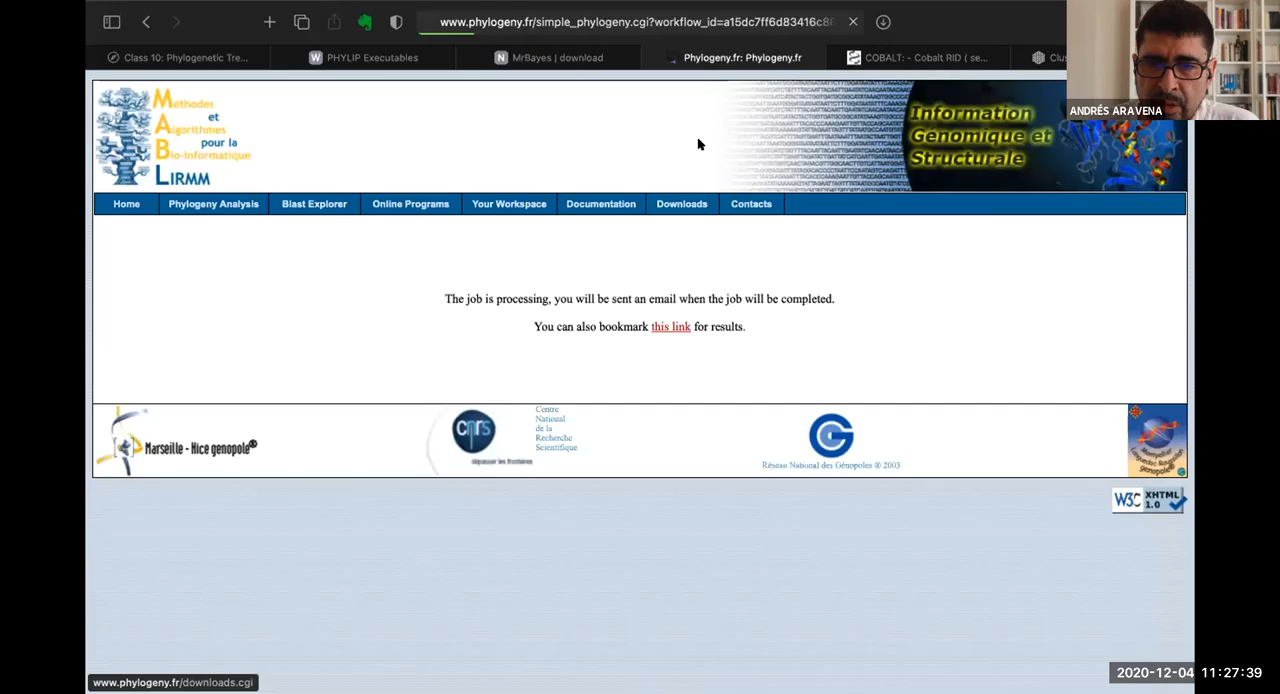 www.phylogeny.fr/simple_phylogeny.cgi?workflow_id=a15dc7ff6d83416c8
Class 10: Phylogenetic Tre...
PHYLIP Executables
MrBayes | download
Phylogeny.fr: Phylogeny.fr
COBALT: - Cobalt RID ( se...
Clus
ANDRÉS ARAVENA
Méthodes
et
Algorithmes
pour la
Bio-informatique
LIRMM
Information
Génomique et
Structurale
Home
Phylogeny Analysis
Blast Explorer
Online Programs
Your Workspace
Documentation
Downloads
Contacts
The job is processing, you will be sent an email when the job will be completed.
You can also bookmark this link for results.
Marseille - Nice genopole®
cnrs
dépasser les frontières
Centre
National
de la
Recherche
Scientifique
Réseau National des Génopoles ® 2003
W3C XHTML 1.0
www.phylogeny.fr/downloads.cgi
2020-12-04 11:27:39